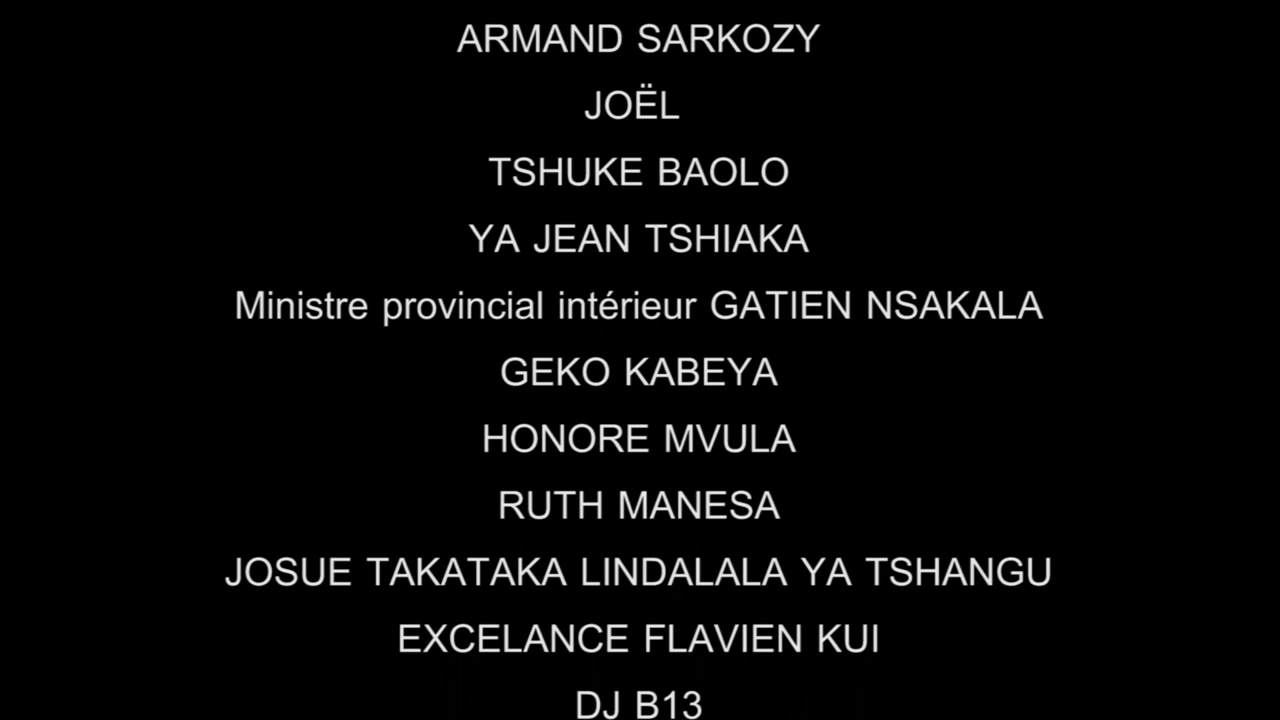 ARMAND SARKOZY
JOËL
TSHUKE BAOLO
YA JEAN TSHIAKA
Ministre provincial intérieur GATIEN NSAKALA
GEKO KABEYA
HONORE MVULA
RUTH MANESA
JOSUE TAKATAKA LINDALALA YA TSHANGU
EXCELANCE FLAVIEN KUI
DJ B13